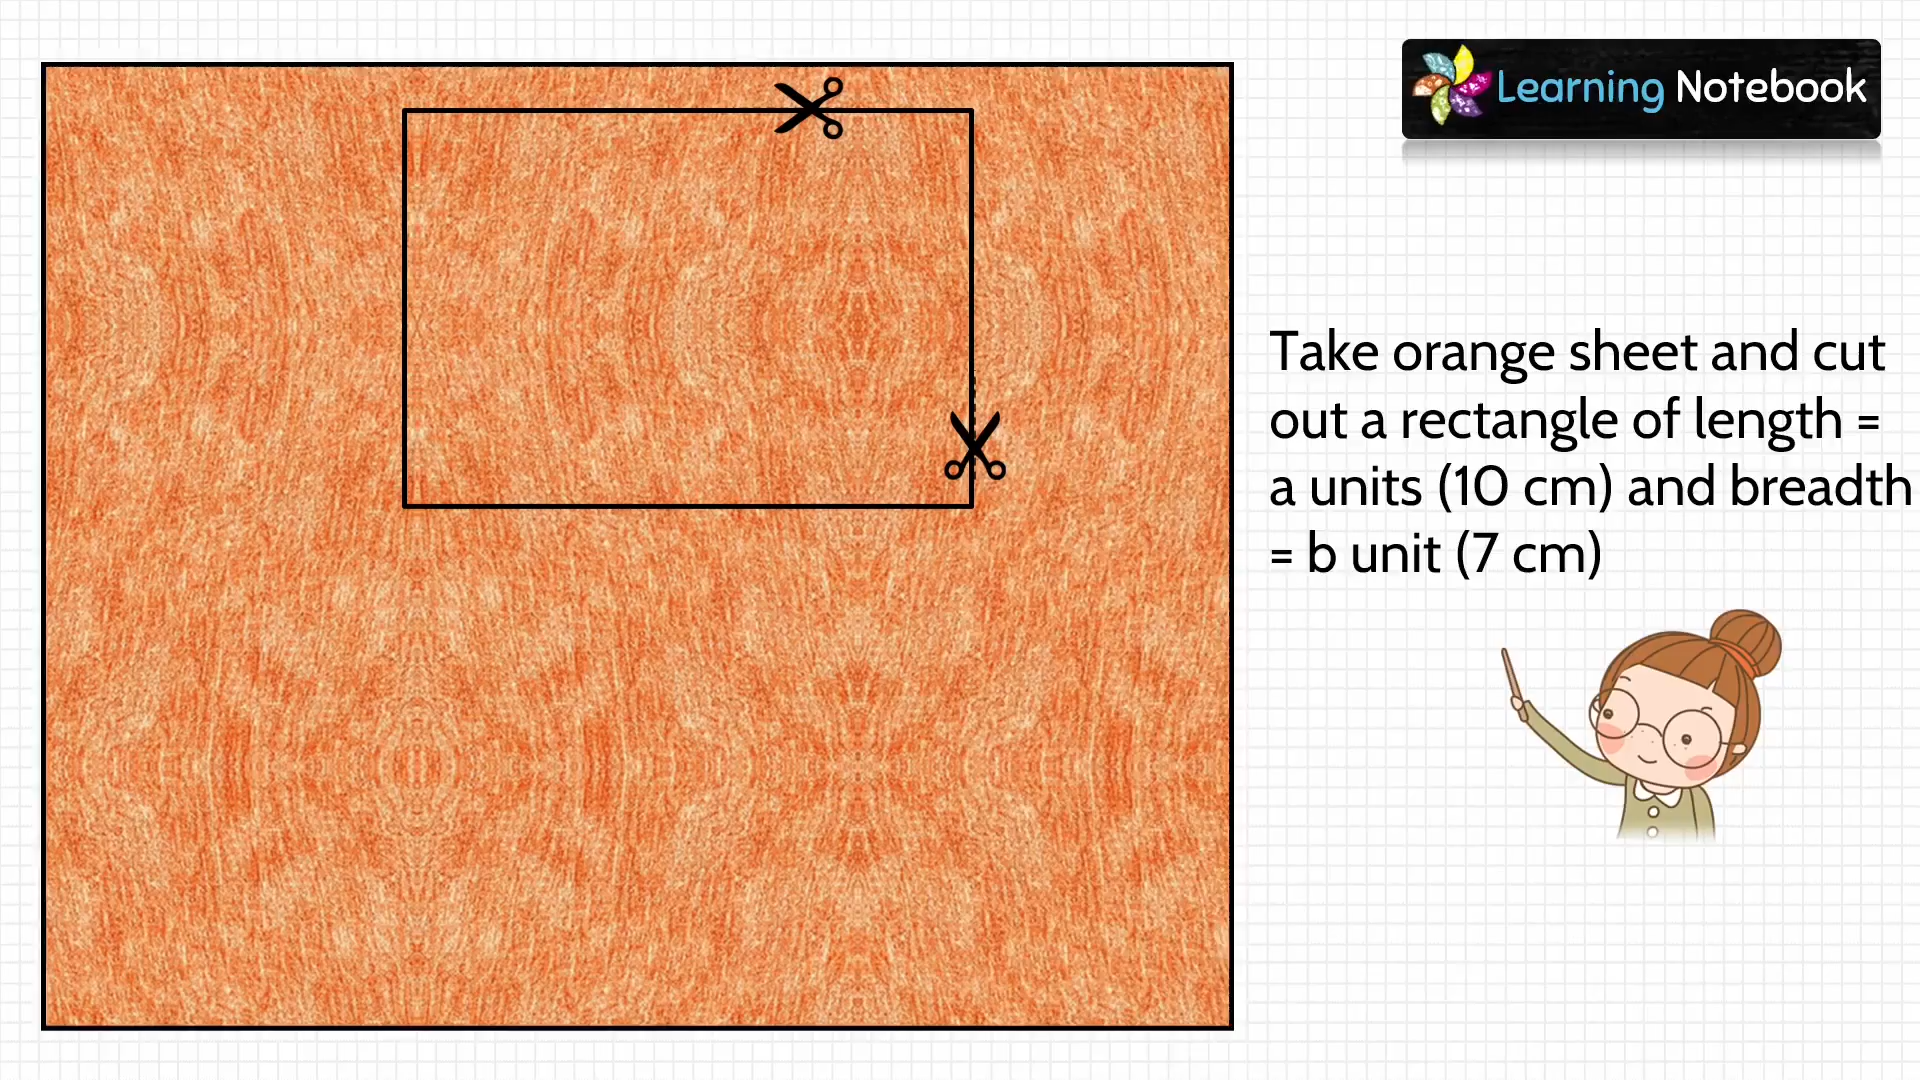 Learning Notebook
Take orange sheet and cut
out a rectangle of length =
a units (10 cm) and breadth
= b unit (7 cm)